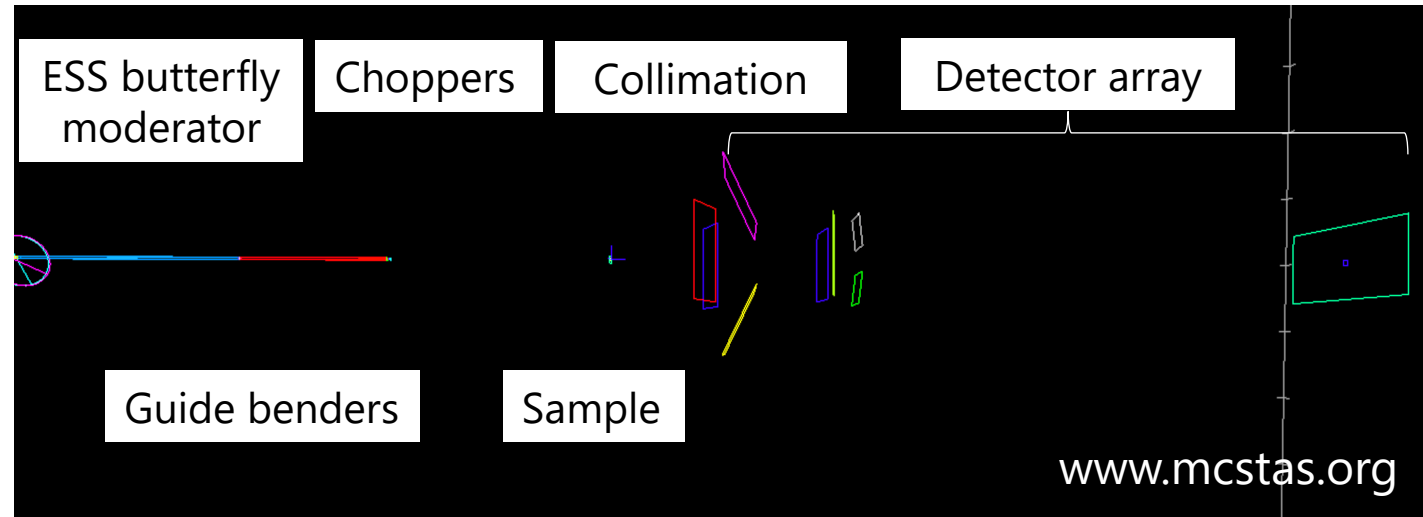 ESS butterfly
moderator
Choppers
Collimation
Detector array
Guide benders
Sample
www.mcstas.org